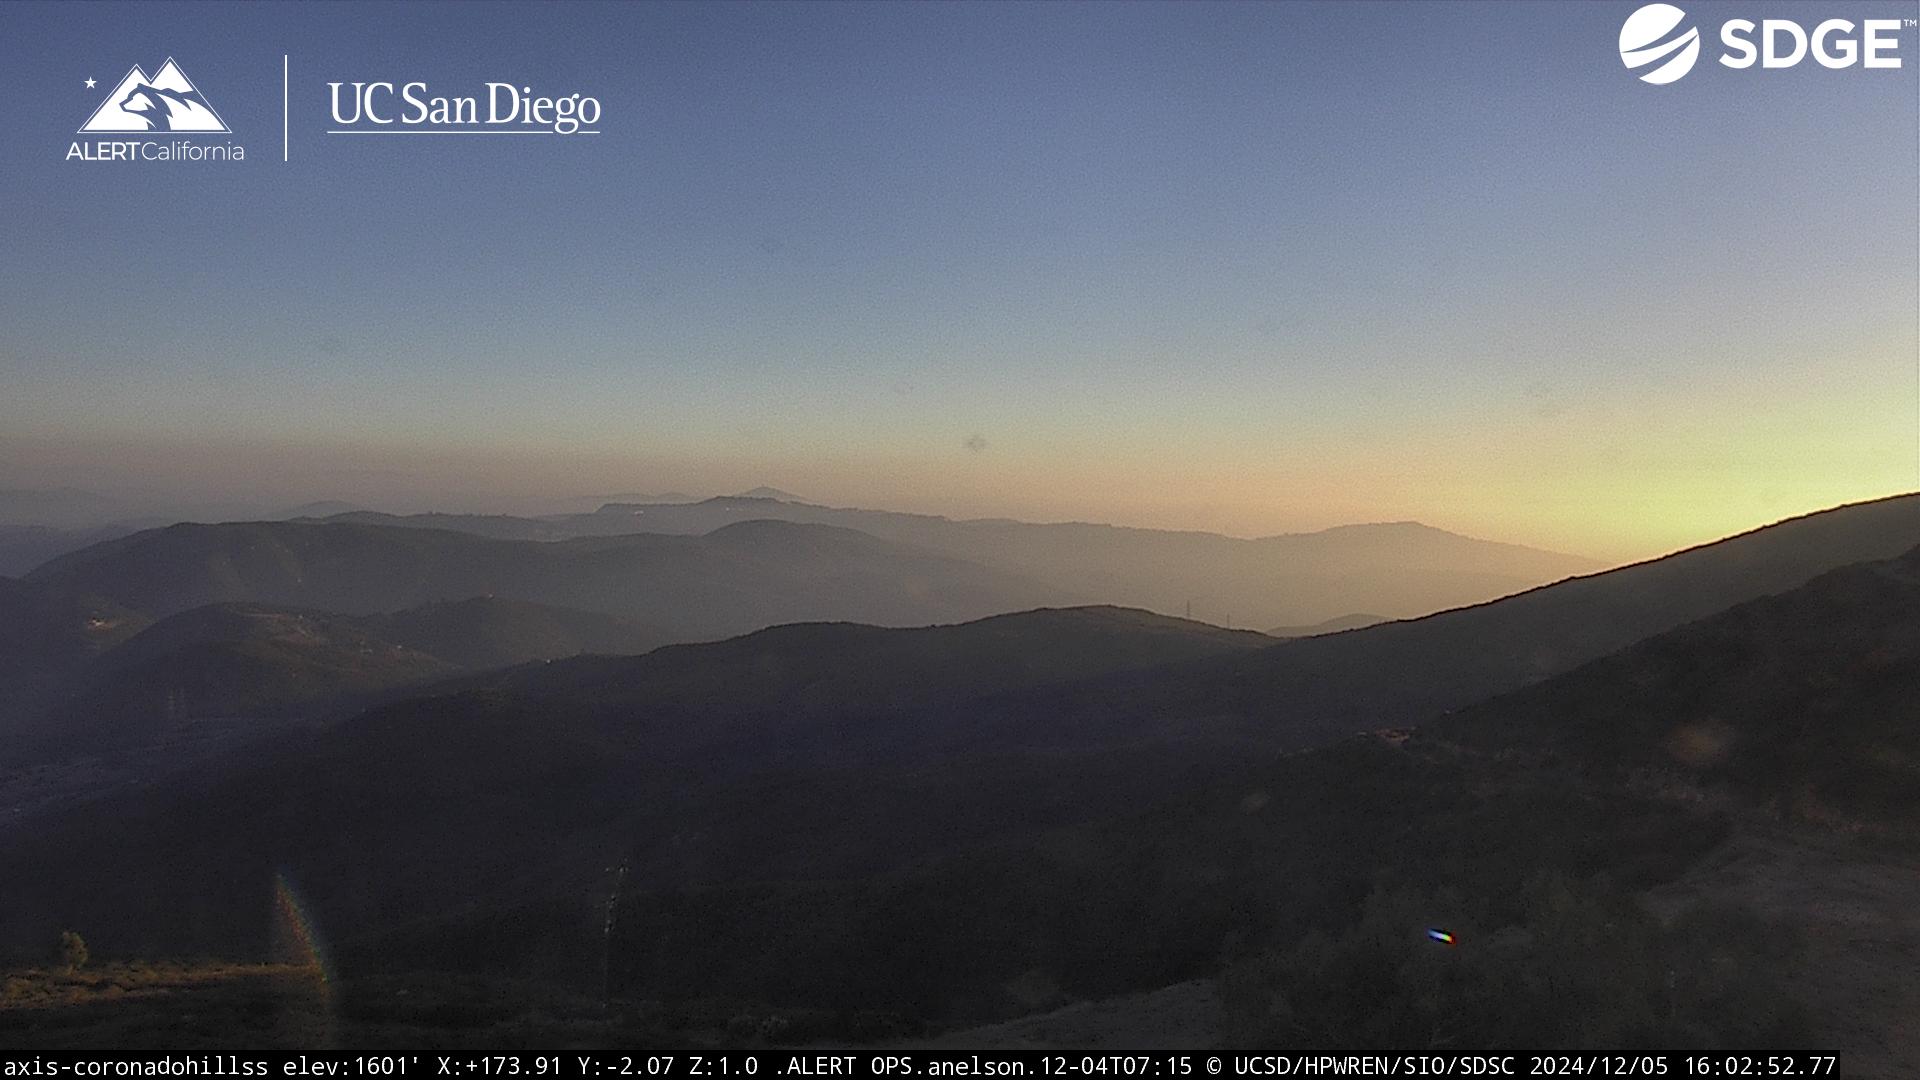 SDGE™
UC San Diego
ALERTCalifornia
axis-coronadohillss elev:1601' X:+173.91 Y:-2.07 Z:1.0 .ALERT OPS.anelson.12-04T07:15 © UCSD/HPWREN/SIO/SDSC 2024/12/05 16:02:52.77